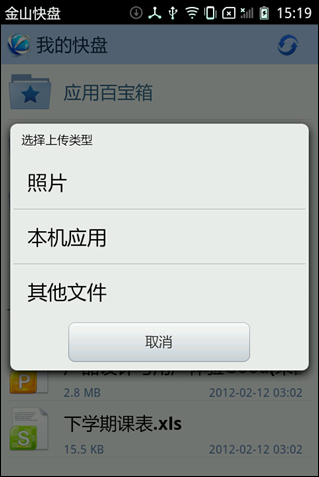 金山快盘 15:19
我的快盘
应用百宝箱
选择上传类型
照片
本机应用
其他文件
取消
2.8 MB 2012-02-12 03:02
下学期课表.xls
15.5 KB 2012-02-12 03:02